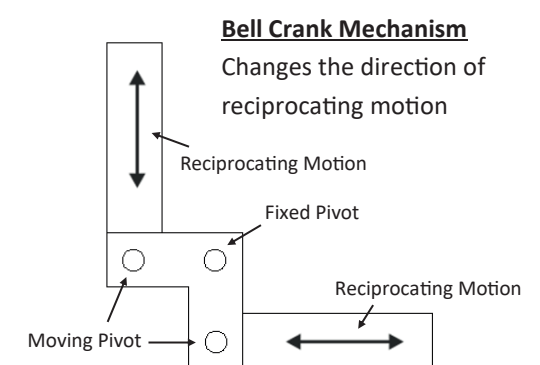 Bell Crank Mechanism
Changes the direction of
reciprocating motion
Reciprocating Motion
Fixed Pivot
Reciprocating Motion
Moving Pivot